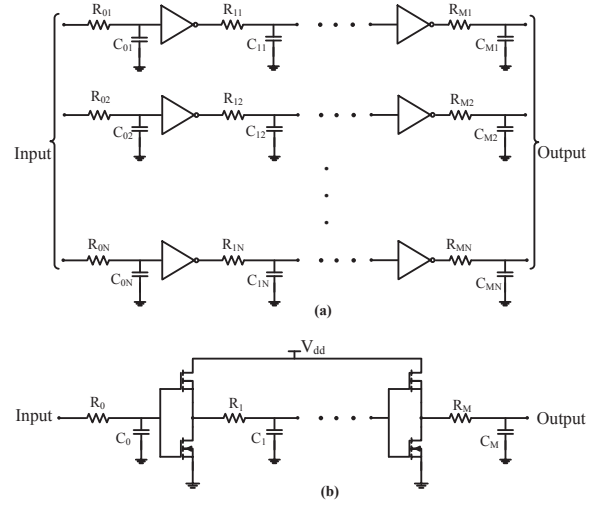 R01 R11 RM1
C01 C11 CM1
R02 R12 RM2
C02 C12 CM2
Input Output
R0N R1N RMN
C0N C1N CMN
(a)
Vdd
R0 R1 RM
Input Output
C0 C1 CM
(b)